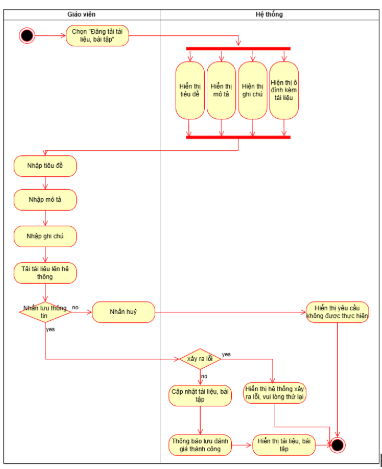 Giáo viên
Hệ thống
Chọn "Đăng tải tài
liệu, bài tập"
Hiển thị
tiêu đề
Hiển thị
mô tả
Hiện thị
ghi chú
Hiển thị ô
đính kèm
tài liệu
Nhập tiêu đề
Nhập mô tả
Nhập ghi chú
Tải tài liệu lên hệ
thống
Nhấn lưu thông
tin
no
Nhấn huỷ
Hiển thị yêu cầu
không được thực hiện
yes
xảy ra lỗi
yes
no
Cập nhật tài liệu, bài
tập
Hiển thị hệ thống xảy
ra lỗi, vui lòng thử lại
Thông báo lưu đánh
giá thành công
Hiển thị tài liệu, bài
tập